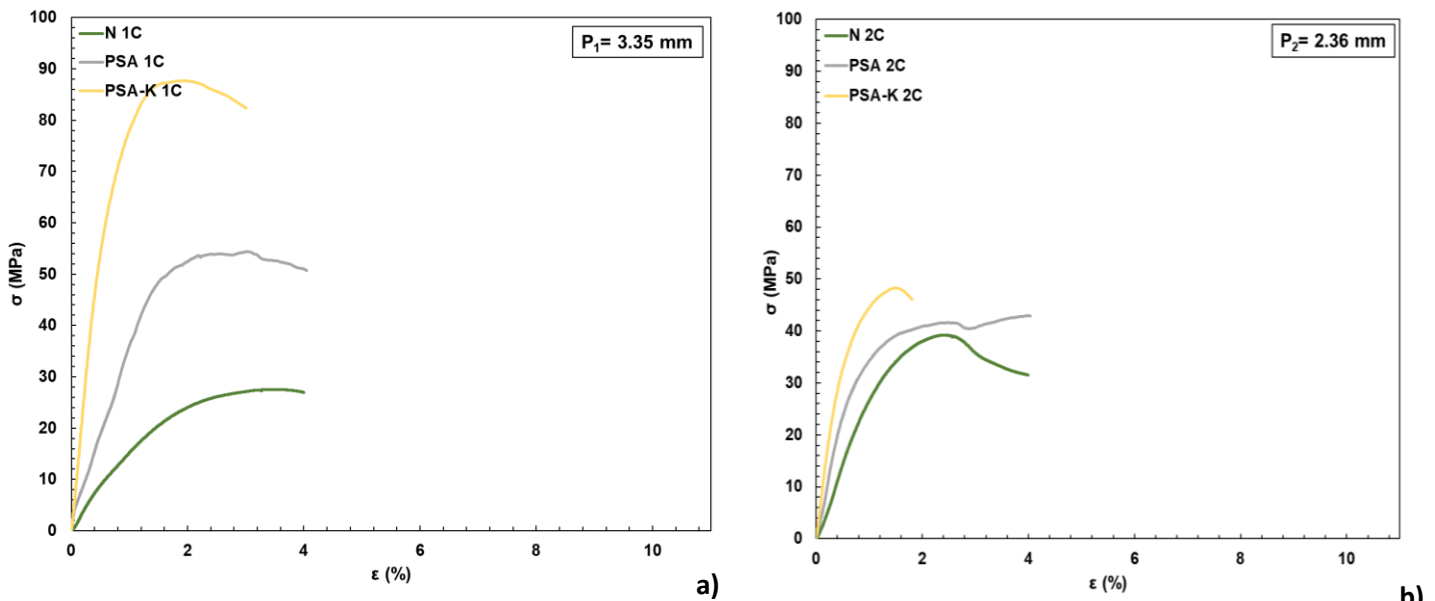 100
90
80
70
60
50
40
30
20
10
0
σ (MPa)
N 1C
PSA 1C
PSA-K 1C
P₁= 3.35 mm
0 2 4 6 8 10
ε (%)
a)
100
90
80
70
60
50
40
30
20
10
0
σ (MPa)
N 2C
PSA 2C
PSA-K 2C
P₂= 2.36 mm
0 2 4 6 8 10
ε (%)
b)